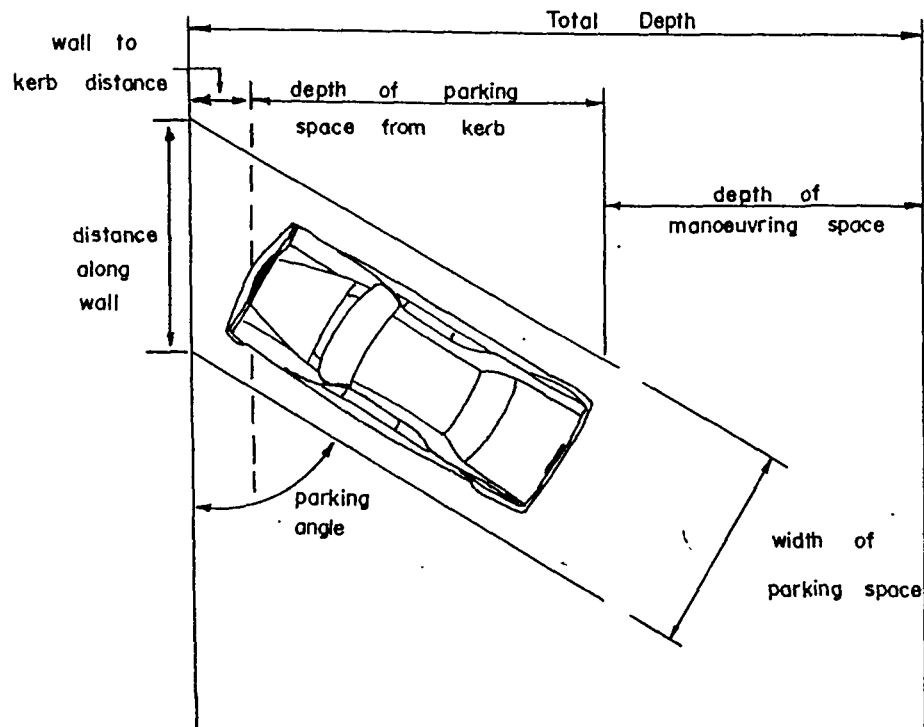 Total Depth
wall to
kerb distance
depth of parking
space from kerb
depth of
manoeuvring space
distance
along
wall
parking
angle
width of
parking space